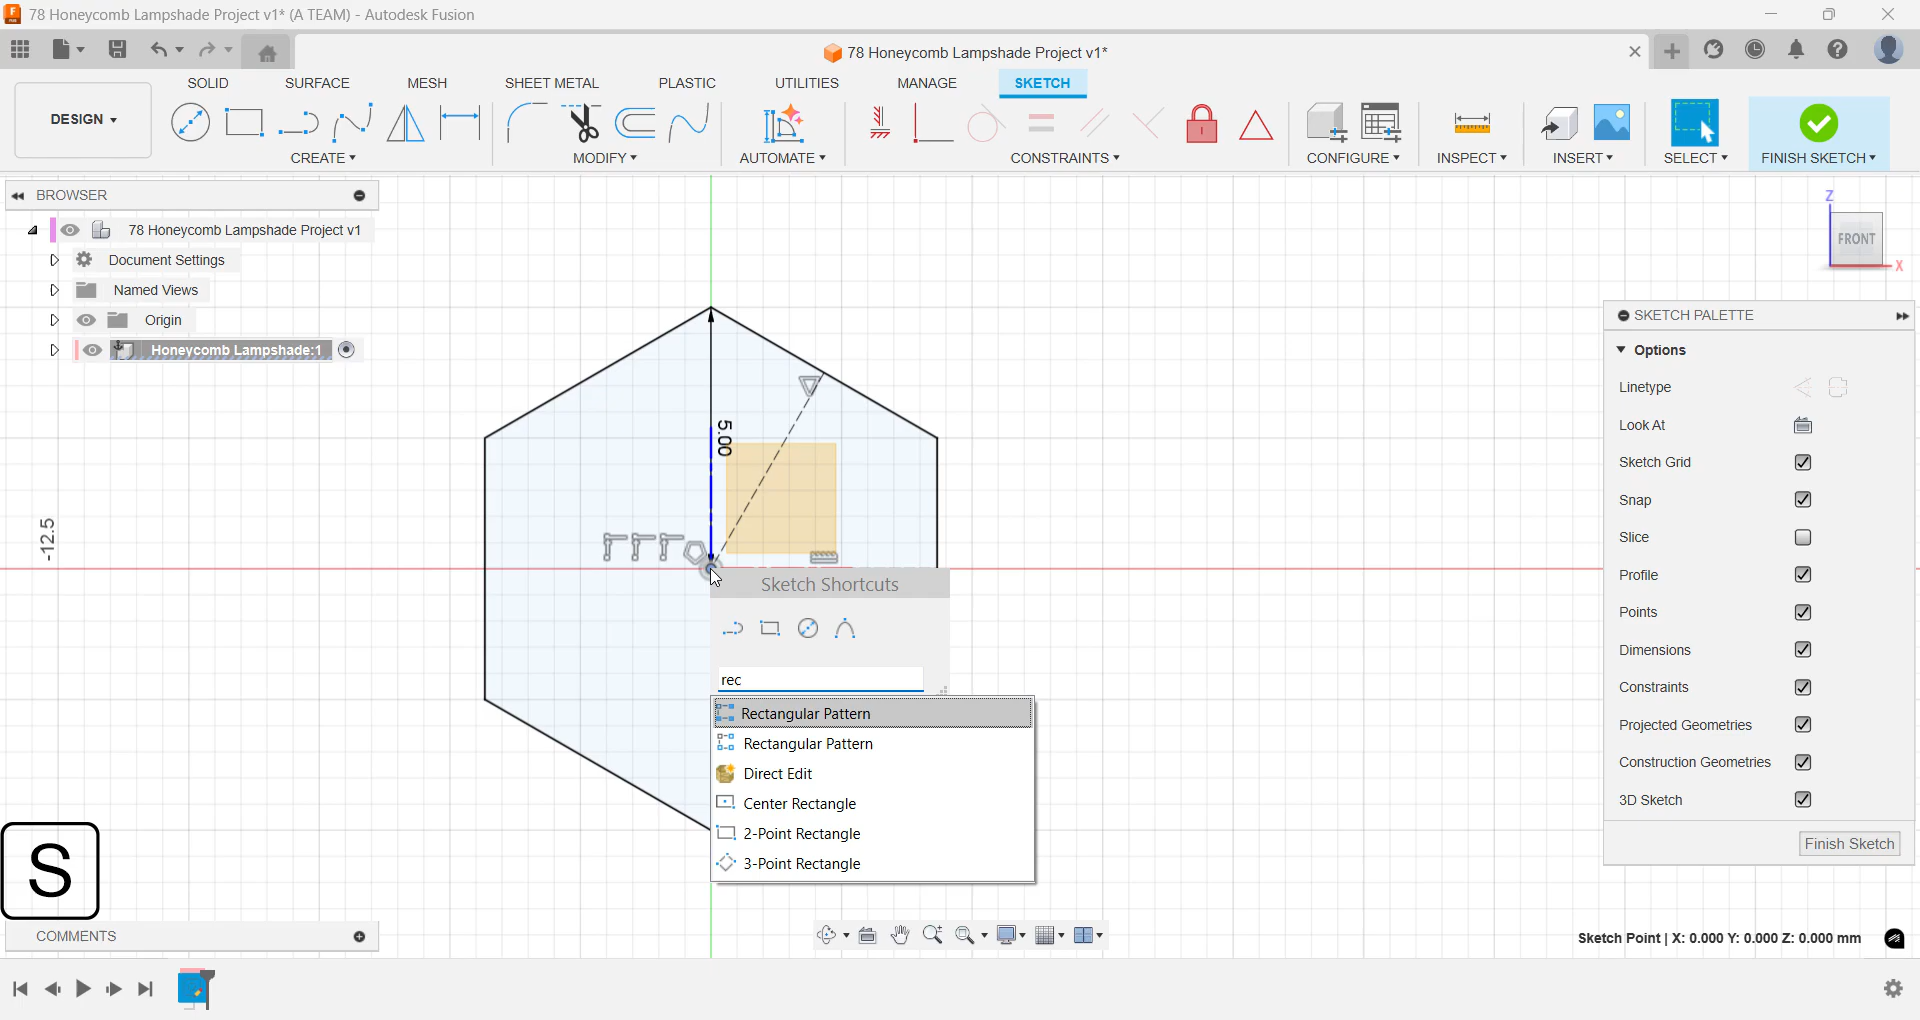 78 Honeycomb Lampshade Project v1* (A TEAM) - Autodesk Fusion
78 Honeycomb Lampshade Project v1*
SOLID SURFACE MESH SHEET METAL PLASTIC UTILITIES MANAGE SKETCH
DESIGN
CREATE MODIFY AUTOMATE CONSTRAINTS CONFIGURE INSPECT INSERT SELECT FINISH SKETCH
BROWSER
78 Honeycomb Lampshade Project v1
Document Settings
Named Views
Origin
Honeycomb Lampshade:1
Z
FRONT
X
5.00
-12.5
Sketch Shortcuts
rec
Rectangular Pattern
Rectangular Pattern
Direct Edit
Center Rectangle
2-Point Rectangle
3-Point Rectangle
SKETCH PALETTE
Options
Linetype
Look At
Sketch Grid
Snap
Slice
Profile
Points
Dimensions
Constraints
Projected Geometries
Construction Geometries
3D Sketch
Finish Sketch
S
COMMENTS
Sketch Point | X: 0.000 Y: 0.000 Z: 0.000 mm